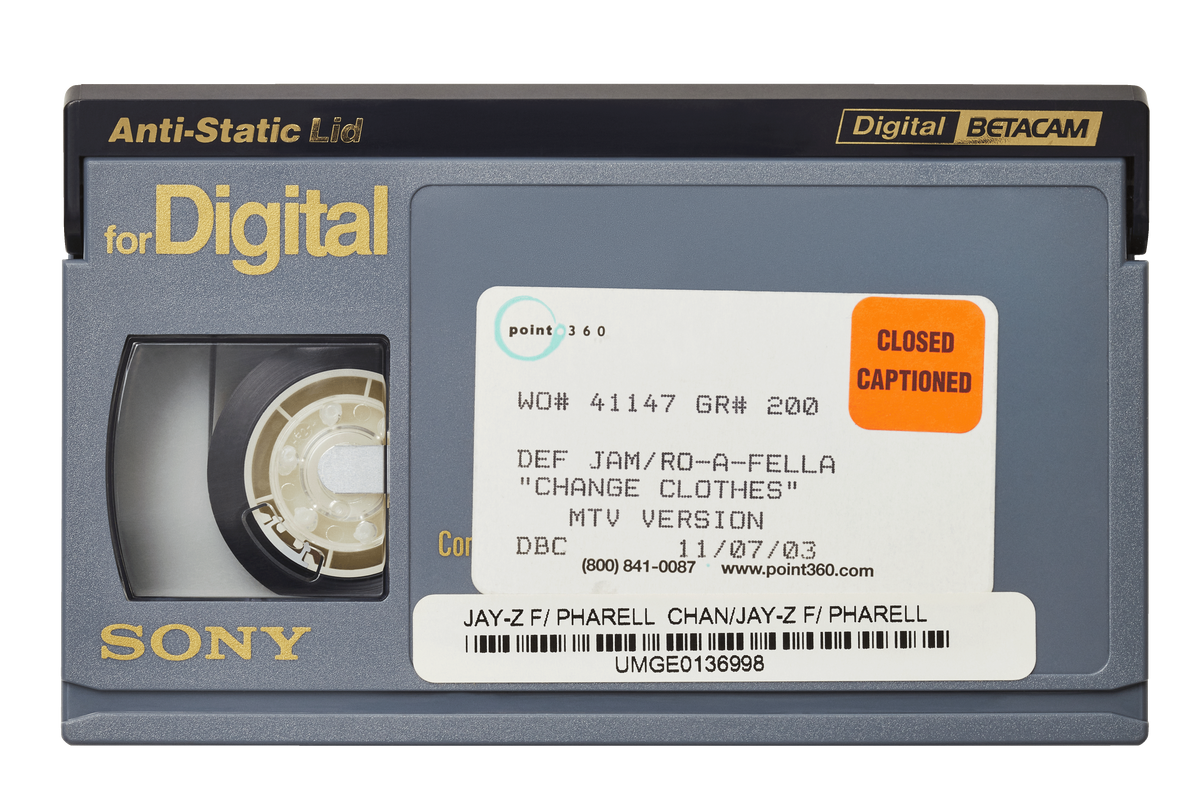 Anti-Static Lid
Digital BETACAM
for Digital
point 360
CLOSED
CAPTIONED
WO# 41147 GR# 200
DEF JAM/RO-A-FELLA
"CHANGE CLOTHES"
MTV VERSION
DBC 11/07/03
(800) 841-0087 www.point360.com
JAY-Z F/ PHARELL CHAN/JAY-Z F/ PHARELL
UMGE0136998
SONY